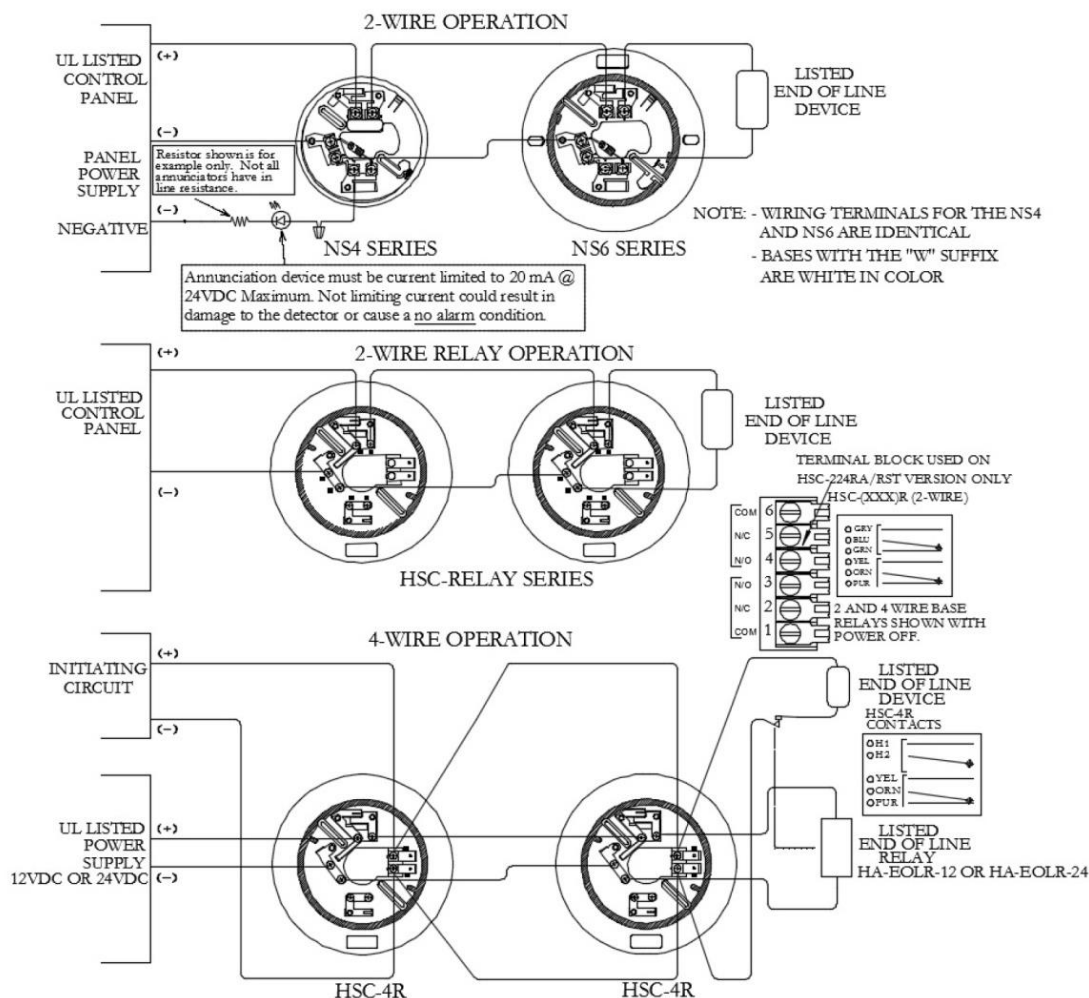 2-WIRE OPERATION
(+)
UL LISTED
CONTROL
PANEL
(-)
PANEL
POWER
SUPPLY
Resistor shown is for
example only. Not all
annunciators have in
line resistance.
(-)
NEGATIVE
LISTED
END OF LINE
DEVICE
NS4 SERIES
NS6 SERIES
NOTE: - WIRING TERMINALS FOR THE NS4
AND NS6 ARE IDENTICAL
- BASES WITH THE "W" SUFFIX
ARE WHITE IN COLOR
Annunciation device must be current limited to 20 mA @
24VDC Maximum. Not limiting current could result in
damage to the detector or cause a no alarm condition.
2-WIRE RELAY OPERATION
(+)
UL LISTED
CONTROL
PANEL
(-)
LISTED
END OF LINE
DEVICE
HSC-RELAY SERIES
TERMINAL BLOCK USED ON
HSC-224RA/RST VERSION ONLY
HSC-(XXX)R (2-WIRE)
COM 6
N/C 5
N/O 4
N/O 3
N/C 2
COM 1
GRY
BLU
GRN
YEL
ORN
PUR
2 AND 4 WIRE BASE
RELAYS SHOWN WITH
POWER OFF.
4-WIRE OPERATION
(+)
INITIATING
CIRCUIT
(-)
(+)
UL LISTED
POWER
SUPPLY
12VDC OR 24VDC
(-)
LISTED
END OF LINE
DEVICE
HSC-4R
CONTACTS
H1
H2
YEL
ORN
PUR
LISTED
END OF LINE
RELAY
HA-EOLR-12 OR HA-EOLR-24
HSC-4R
HSC-4R